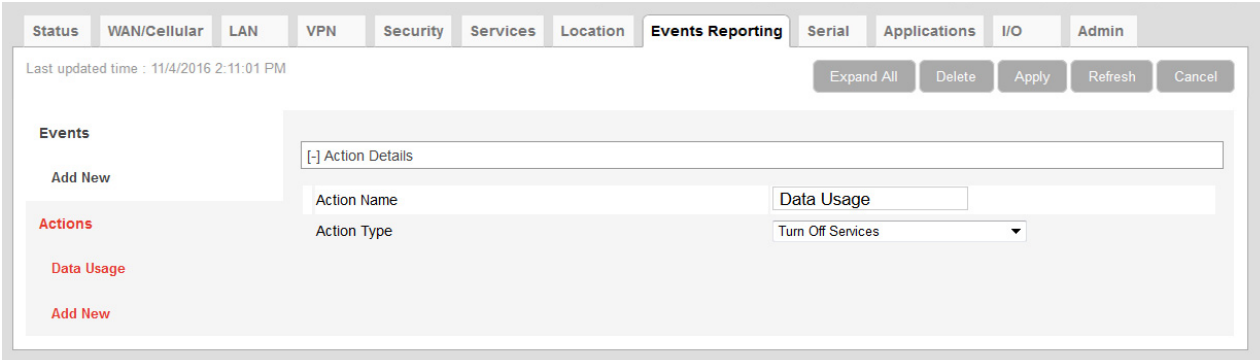 Status WAN/Cellular LAN VPN Security Services Location Events Reporting Serial Applications I/O Admin
Last updated time : 11/4/2016 2:11:01 PM
Expand All Delete Apply Refresh Cancel
Events
Add New
Actions
Data Usage
Add New
[-] Action Details
Action Name Data Usage
Action Type Turn Off Services